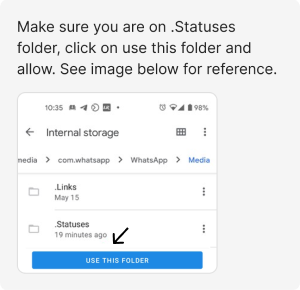 Make sure you are on .Statuses
folder, click on use this folder and
allow. See image below for reference.
10:35 98%
Internal storage
media > com.whatsapp > WhatsApp > Media
.Links
May 15
.Statuses
19 minutes ago
USE THIS FOLDER